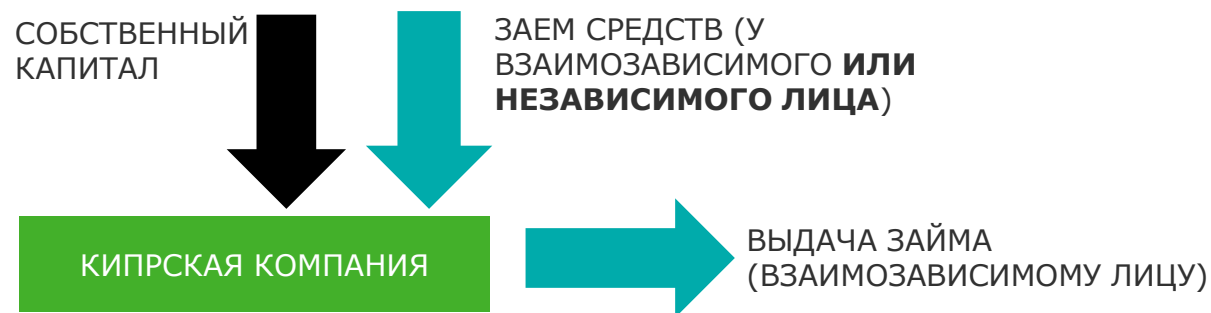 СОБСТВЕННЫЙ
КАПИТАЛ
ЗАЕМ СРЕДСТВ (У
ВЗАИМОЗАВИСИМОГО ИЛИ
НЕЗАВИСИМОГО ЛИЦА)
КИПРСКАЯ КОМПАНИЯ
ВЫДАЧА ЗАЙМА
(ВЗАИМОЗАВИСИМОМУ ЛИЦУ)